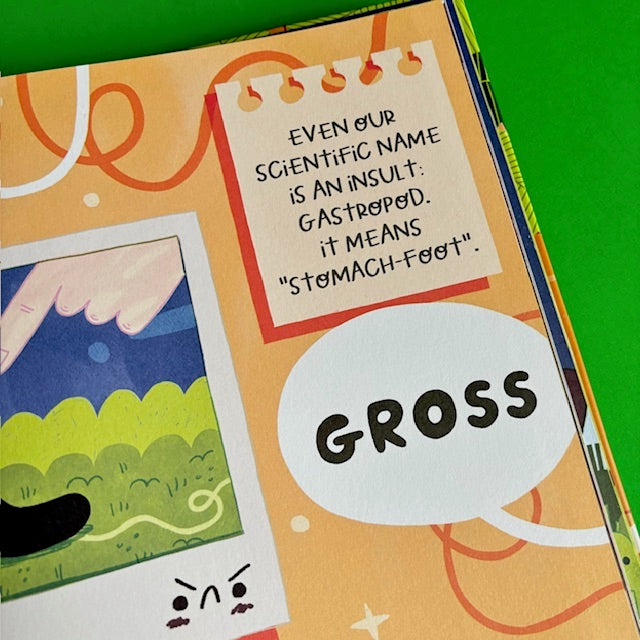 EVEN OUR
SCIENTIFIC NAME
IS AN INSULT:
GASTROPOD.
IT MEANS
"STOMACH-FOOT".
GROSS